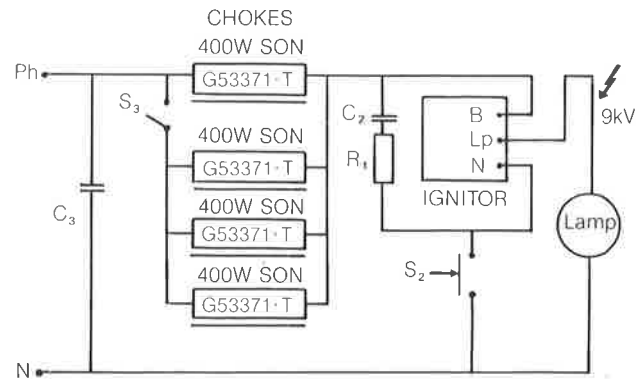 CHOKES
400W SON
Ph
G53371·T
S3
400W SON
G53371·T
400W SON
G53371·T
400W SON
G53371·T
C3
C2
R1
B
Lp
N
IGNITOR
9kV
Lamp
S2
N